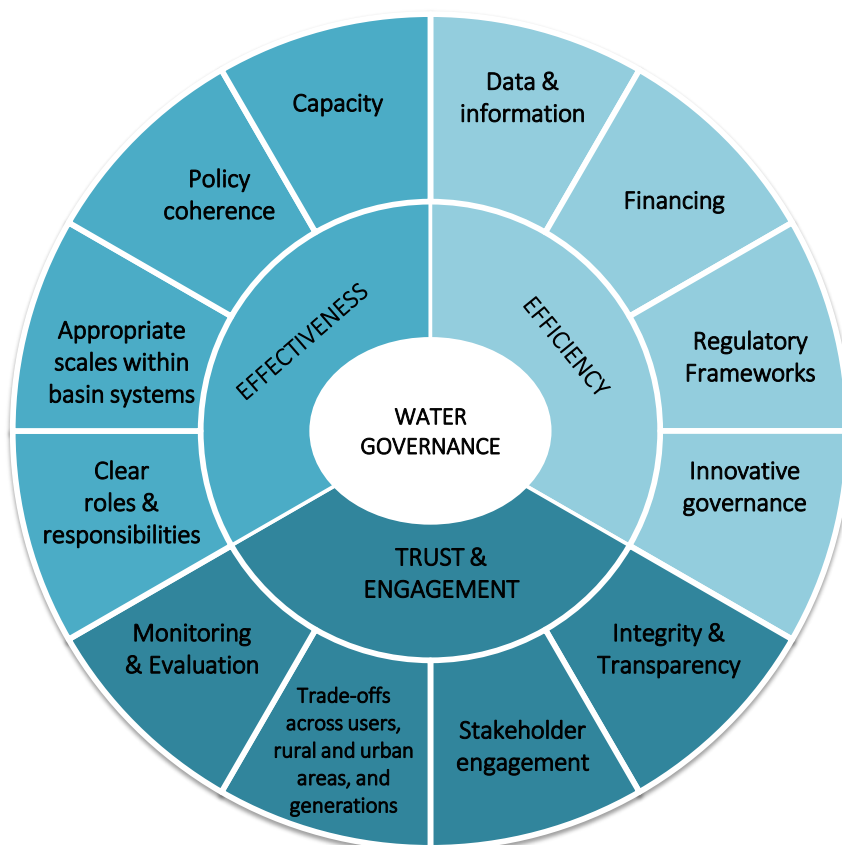 Capacity
Data &
information
Policy
coherence
Financing
Appropriate
scales within
basin systems
EFFECTIVENESS
EFFICIENCY
Regulatory
Frameworks
WATER
GOVERNANCE
Clear
roles &
responsibilities
Innovative
governance
TRUST &
ENGAGEMENT
Monitoring
& Evaluation
Integrity &
Transparency
Trade-offs
across users,
rural and urban
areas, and
generations
Stakeholder
engagement